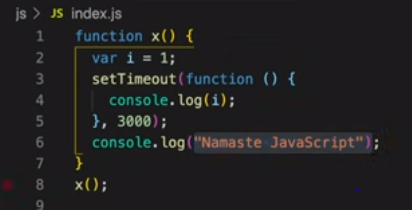 js > JS index.js
1 function x() {
2 var i = 1;
3 setTimeout(function () {
4 console.log(i);
5 }, 3000);
6 console.log("Namaste JavaScript");
7 }
8 x();
9